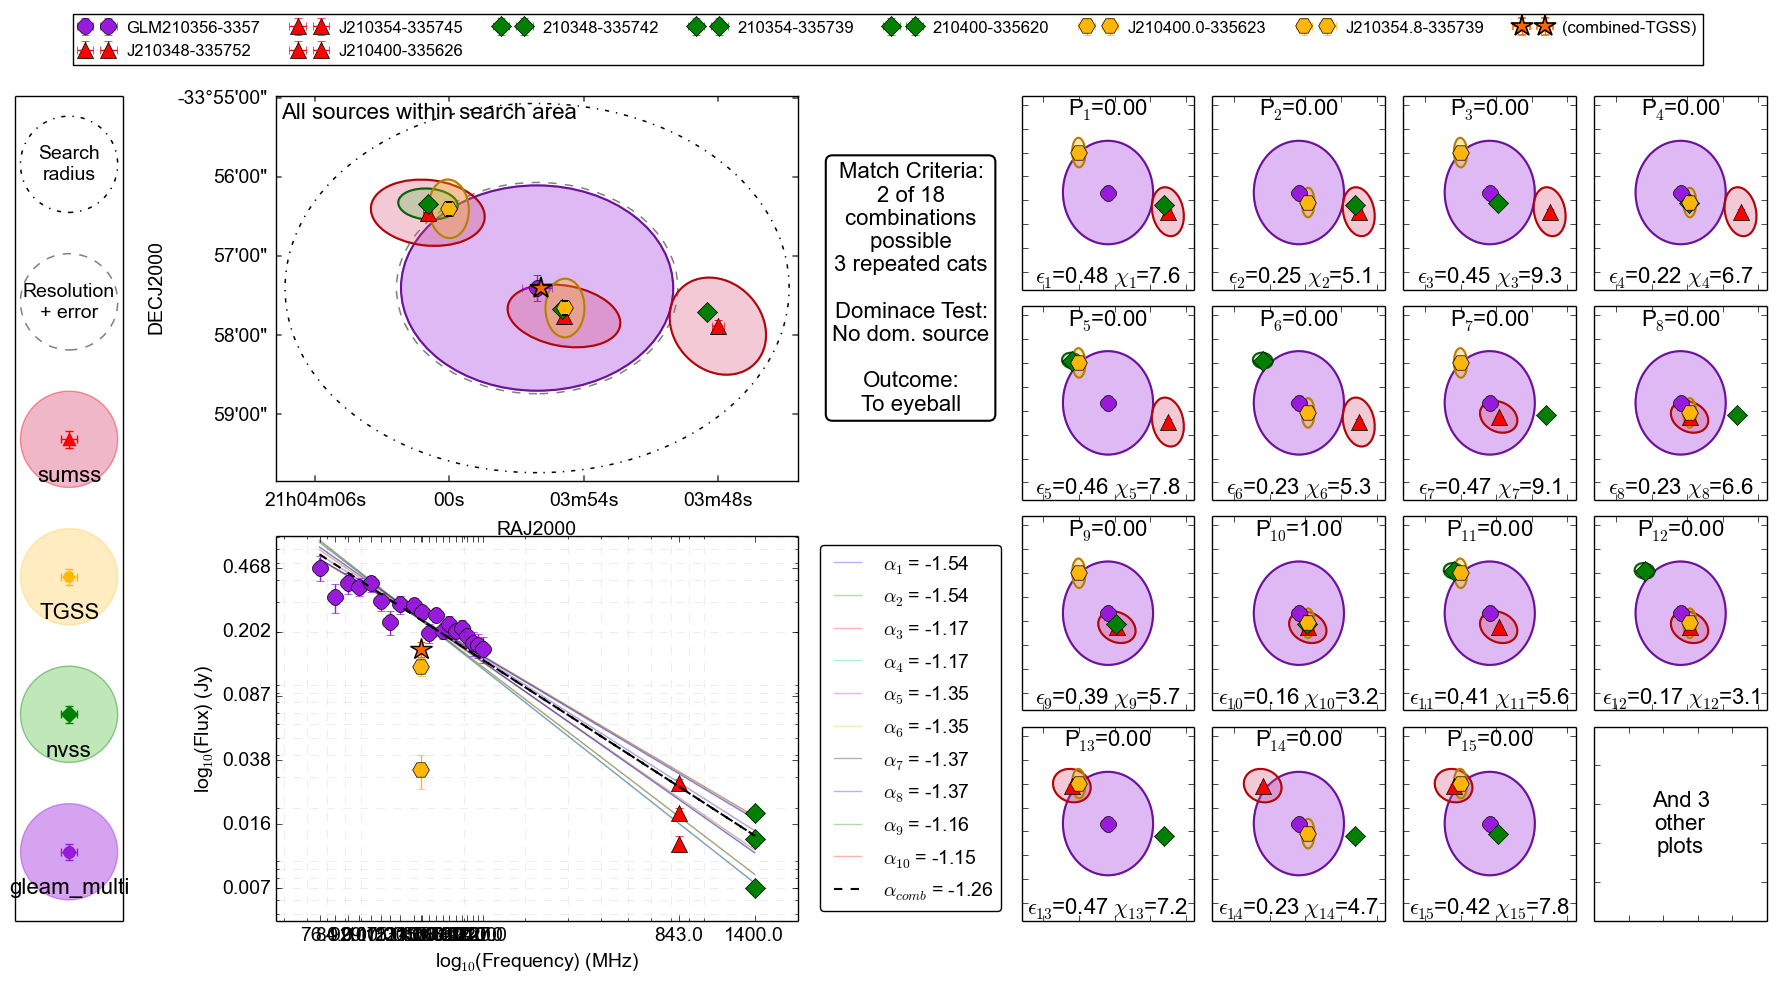 GLM210356-3357
J210354-335745
210348-335742
210354-335739
210400-335620
J210400.0-335623
J210354.8-335739
(combined-TGSS)
J210348-335752
J210400-335626
Search
radius
Resolution
+ error
sumss
TGSS
nvss
gleam_multi
All sources within search area
-33°55'00"
56'00"
57'00"
58'00"
59'00"
DECJ2000
21h04m06s
00s
03m54s
03m48s
RAJ2000
Match Criteria:
2 of 18
combinations
possible
3 repeated cats
Dominace Test:
No dom. source
Outcome:
To eyeball
0.468
0.202
0.087
0.038
0.016
0.007
log10(Flux) (Jy)
843.0
1400.0
log10(Frequency) (MHz)
α1 = -1.54
α2 = -1.54
α3 = -1.17
α4 = -1.17
α5 = -1.35
α6 = -1.35
α7 = -1.37
α8 = -1.37
α9 = -1.16
α10 = -1.15
αcomb = -1.26
P1=0.00
ϵ1=0.48 χ1=7.6
P2=0.00
ϵ2=0.25 χ2=5.1
P3=0.00
ϵ3=0.45 χ3=9.3
P4=0.00
ϵ4=0.22 χ4=6.7
P5=0.00
ϵ5=0.46 χ5=7.8
P6=0.00
ϵ6=0.23 χ6=5.3
P7=0.00
ϵ7=0.47 χ7=9.1
P8=0.00
ϵ8=0.23 χ8=6.6
P9=0.00
ϵ9=0.39 χ9=5.7
P10=1.00
ϵ10=0.16 χ10=3.2
P11=0.00
ϵ11=0.41 χ11=5.6
P12=0.00
ϵ12=0.17 χ12=3.1
P13=0.00
ϵ13=0.47 χ13=7.2
P14=0.00
ϵ14=0.23 χ14=4.7
P15=0.00
ϵ15=0.42 χ15=7.8
And 3
other
plots